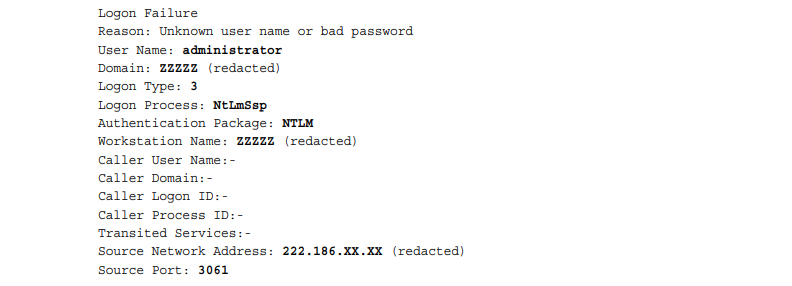 Logon Failure
Reason: Unknown user name or bad password
User Name: administrator
Domain: ZZZZZ (redacted)
Logon Type: 3
Logon Process: NtLmSsp
Authentication Package: NTLM
Workstation Name: ZZZZZ (redacted)
Caller User Name:-
Caller Domain:-
Caller Logon ID:-
Caller Process ID:-
Transited Services:-
Source Network Address: 222.186.XX.XX (redacted)
Source Port: 3061